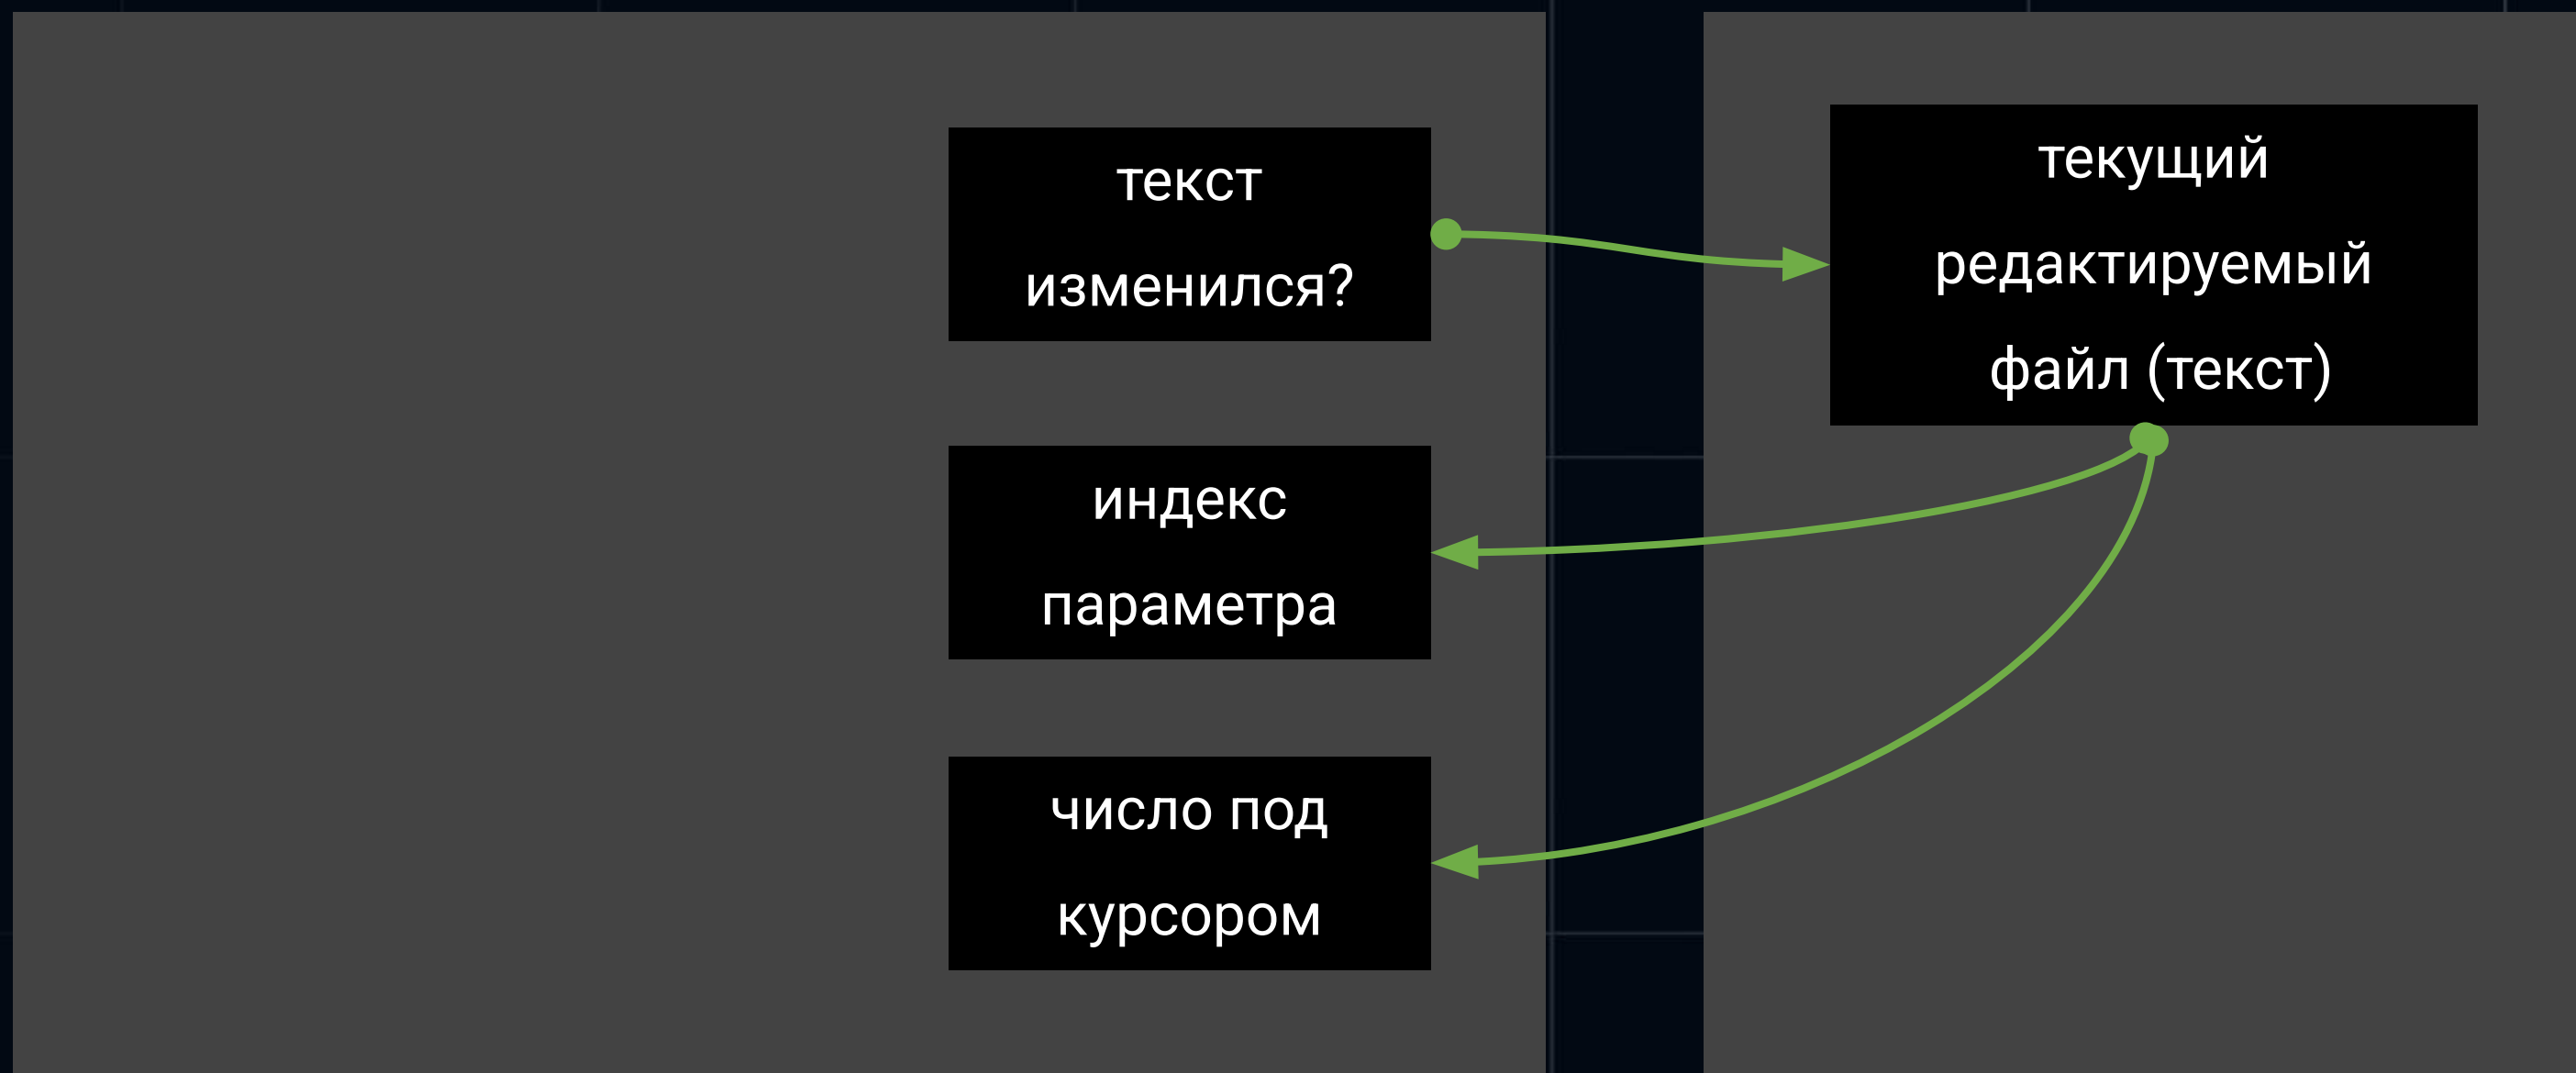 текст
изменился?
текущий
редактируемый
файл (текст)
индекс
параметра
число под
курсором